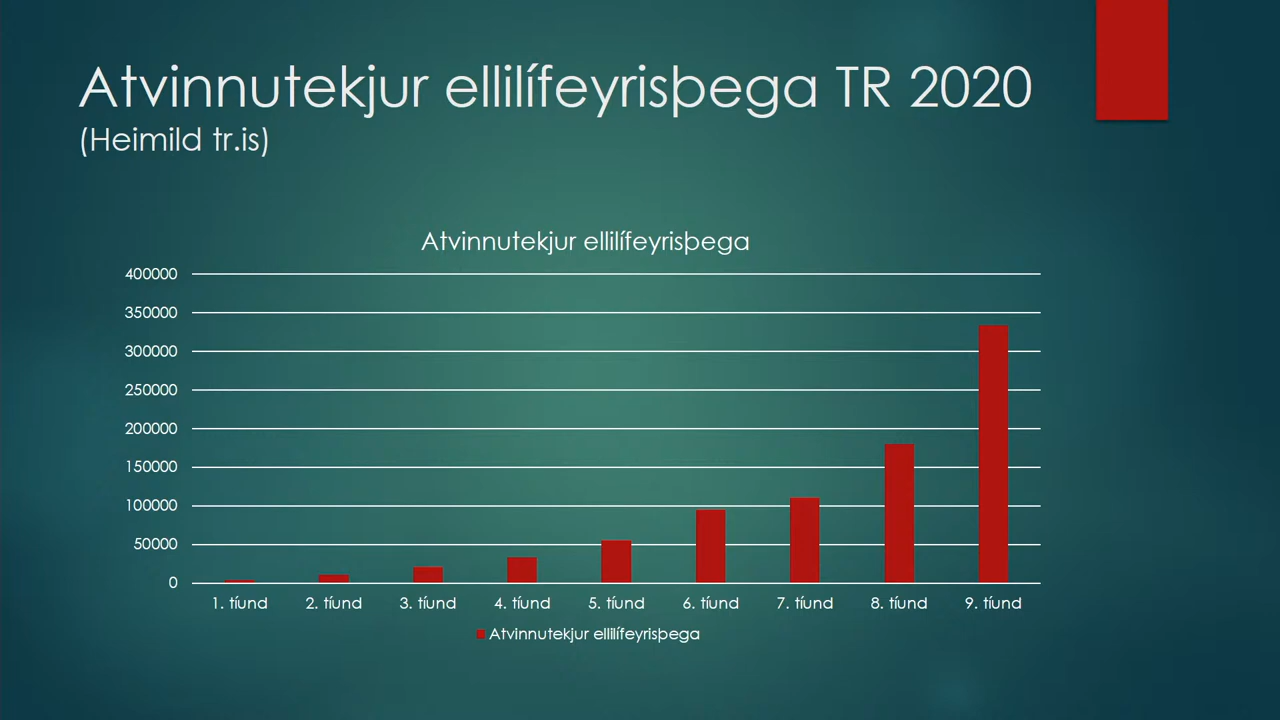 Atvinnutekjur ellilífeyrisþega TR 2020
(Heimild tr.is)
Atvinnutekjur ellilífeyrisþega
400000
350000
300000
250000
200000
150000
100000
50000
0
1. tíund 2. tíund 3. tíund 4. tíund 5. tíund 6. tíund 7. tíund 8. tíund 9. tíund
Atvinnutekjur ellilífeyrisþega